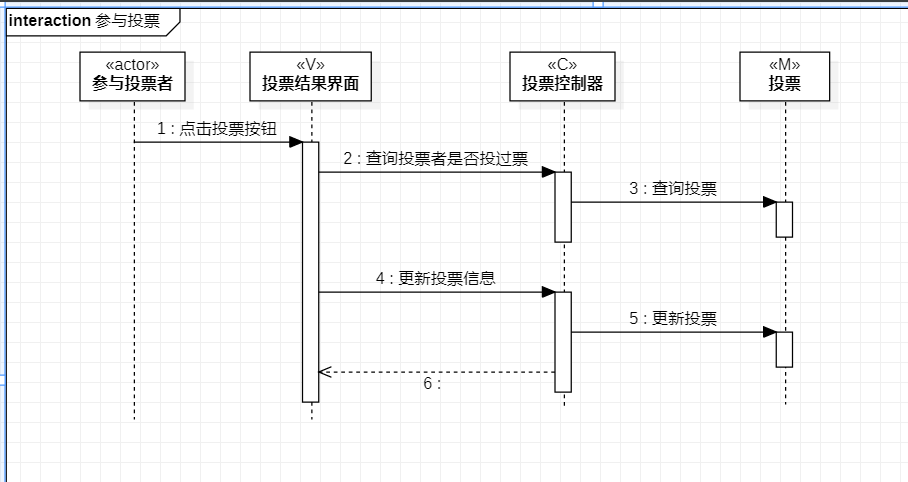 interaction 参与投票
«actor»
参与投票者
«V»
投票结果界面
«C»
投票控制器
«M»
投票
1 : 点击投票按钮
2 : 查询投票者是否投过票
3 : 查询投票
4 : 更新投票信息
5 : 更新投票
6 :